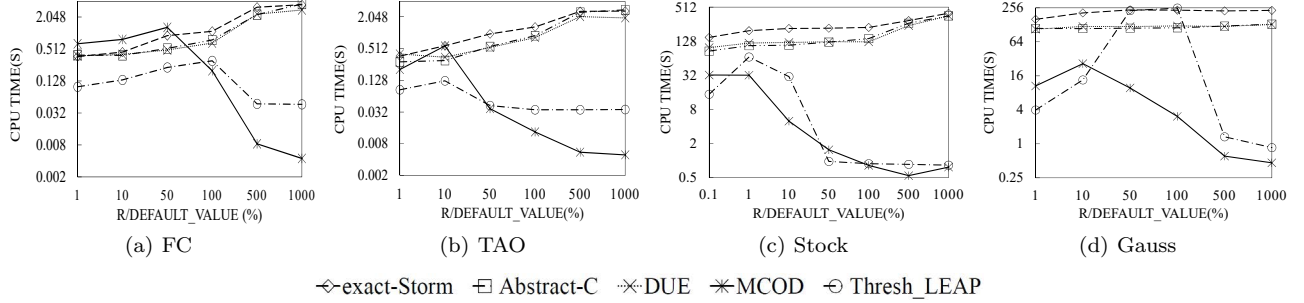 CPU TIME(S)
2.048
0.512
0.128
0.032
0.008
0.002
1 10 50 100 500 1000
R/DEFAULT_VALUE (%)
(a) FC
CPU TIME(S)
2.048
0.512
0.128
0.032
0.008
0.002
1 10 50 100 500 1000
R/DEFAULT_VALUE(%)
(b) TAO
CPU TIME(S)
512
128
32
8
2
0.5
0.1 1 10 50 100 500 1000
R/DEFAULT_VALUE(%)
(c) Stock
CPU TIME(S)
256
64
16
4
1
0.25
1 10 50 100 500 1000
R/DEFAULT_VALUE(%)
(d) Gauss
exact-Storm Abstract-C DUE MCOD Thresh_LEAP